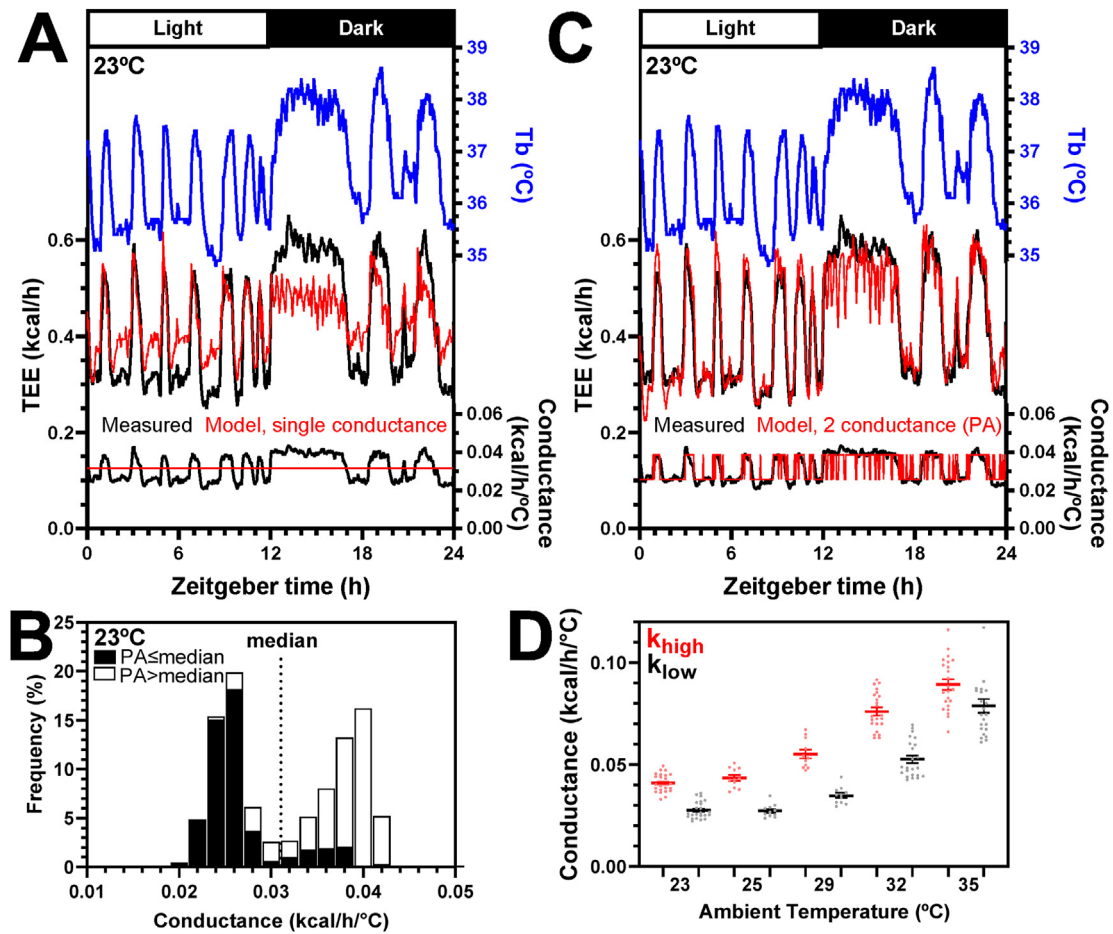 A
Light
Dark
23ºC
39
38
37
36
35
Tb (ºC)
0.6
0.4
0.2
0.0
TEE (kcal/h)
Measured Model, single conductance
0.06
0.04
0.02
0.00
Conductance
(kcal/h/ºC)
0 6 12 18 24
Zeitgeber time (h)
C
Light
Dark
23ºC
39
38
37
36
35
Tb (ºC)
0.6
0.4
0.2
0.0
TEE (kcal/h)
Measured Model, 2 conductance (PA)
0.06
0.04
0.02
0.00
Conductance
(kcal/h/ºC)
0 6 12 18 24
Zeitgeber time (h)
B
23ºC
PA≤median
PA>median
median
25
20
15
10
5
0
Frequency (%)
0.01 0.02 0.03 0.04 0.05
Conductance (kcal/h/°C)
D
khigh
klow
0.10
0.05
0.00
Conductance (kcal/h/°C)
23 25 29 32 35
Ambient Temperature (ºC)